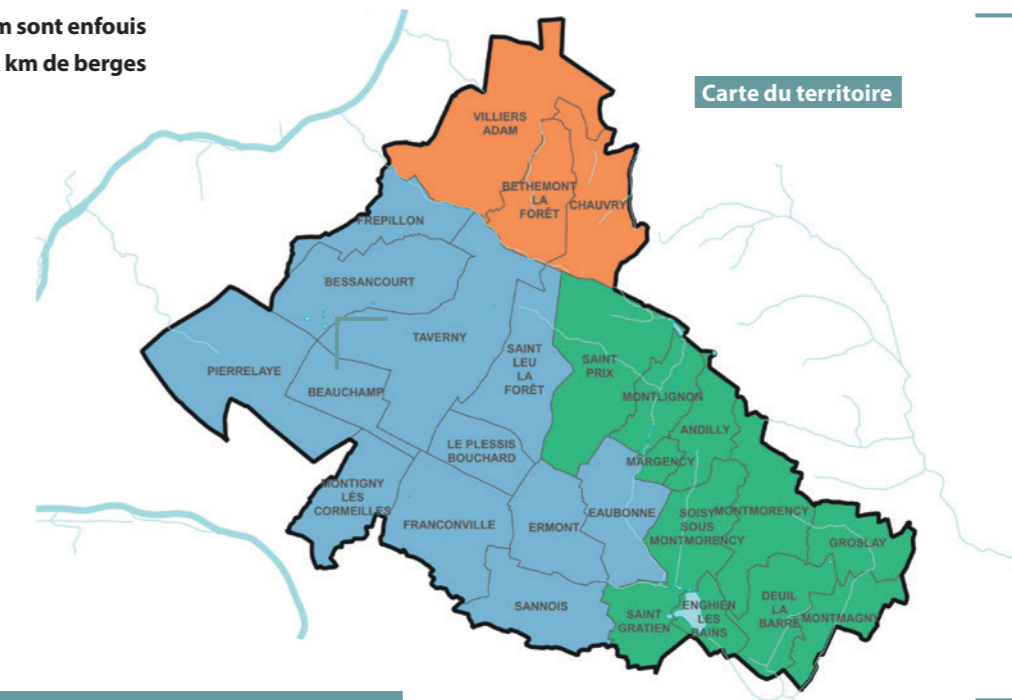 m sont enfouis
km de berges
Carte du territoire
VILLIERS
ADAM
BETHEMONT
LA
FORÊT
CHAUVRY
FREPILLON
BESSANCOURT
TAVERNY
PIERRELAYE
BEAUCHAMP
SAINT
LEU
LA
FORÊT
SAINT
PRIX
MONTLIGNON
ANDILLY
LE PLESSIS
BOUCHARD
MARGENCY
MONTIGNY
LÈS
CORMEILLES
FRANCONVILLE
ERMONT
EAUBONNE
SOISY
SOUS
MONTMORENCY
MONTMORENCY
GROSLAY
SANNOIS
SAINT
GRATIEN
ENGHIEN
LES
BAINS
DEUIL
LA
BARRE
MONTMAGNY